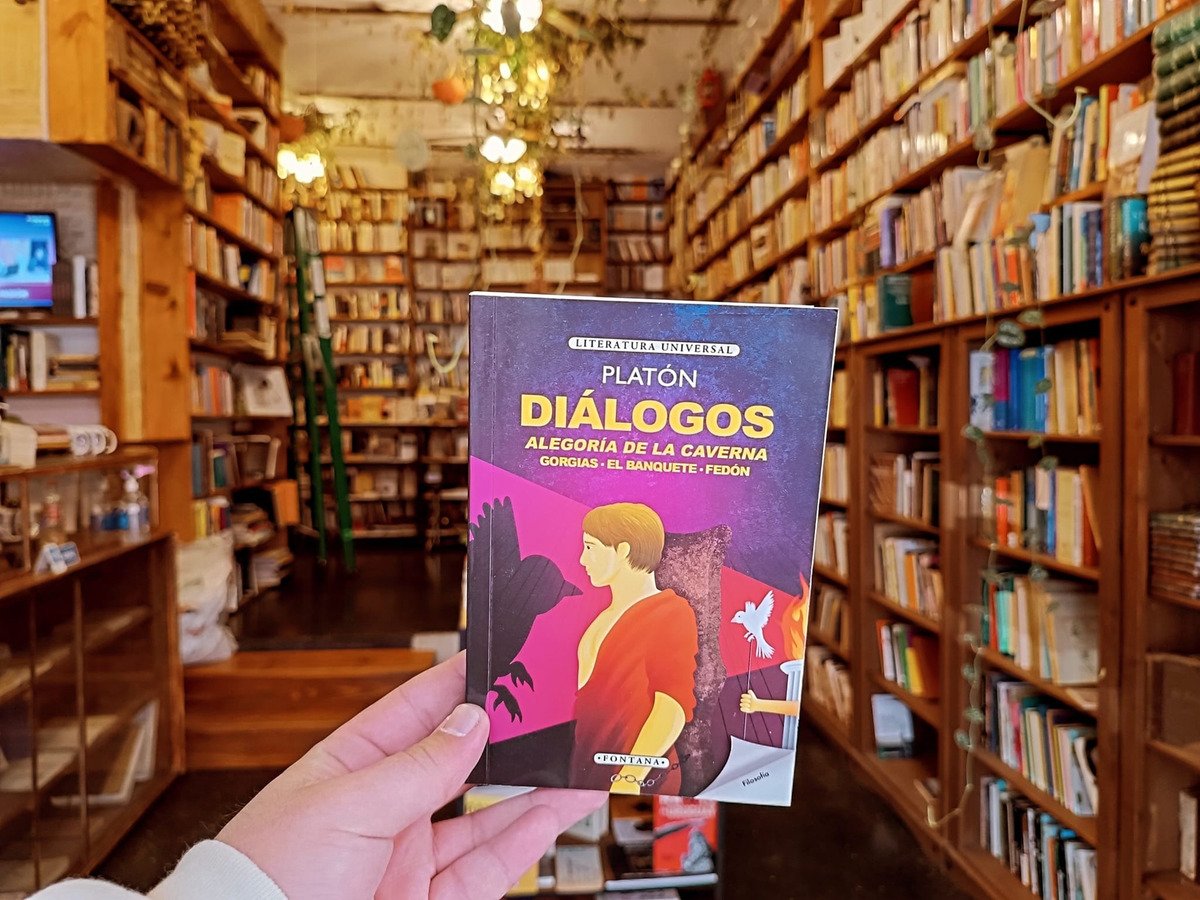 LITERATURA UNIVERSAL
PLATÓN
DIÁLOGOS
ALEGORÍA DE LA CAVERNA
GORGIAS · EL BANQUETE · FEDÓN
• FONTANA •
Filosofía